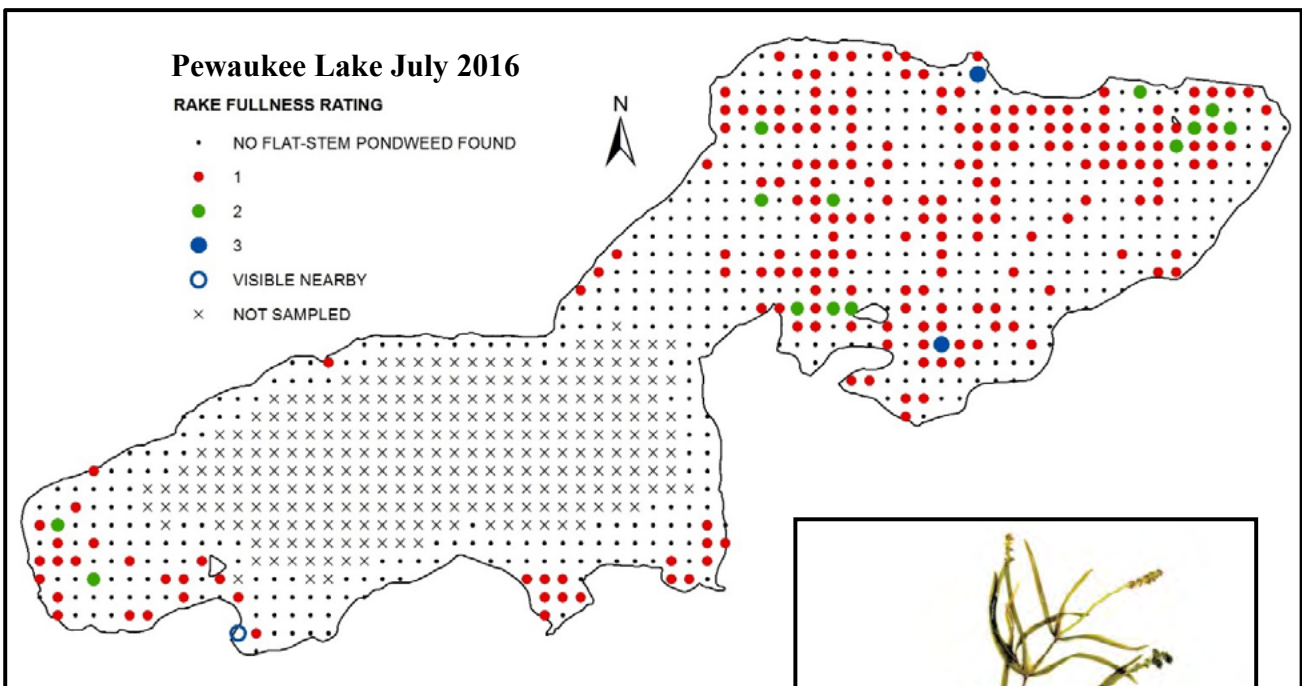 Pewaukee Lake July 2016
RAKE FULLNESS RATING
NO FLAT-STEM PONDWEED FOUND
1
2
3
VISIBLE NEARBY
NOT SAMPLED
N